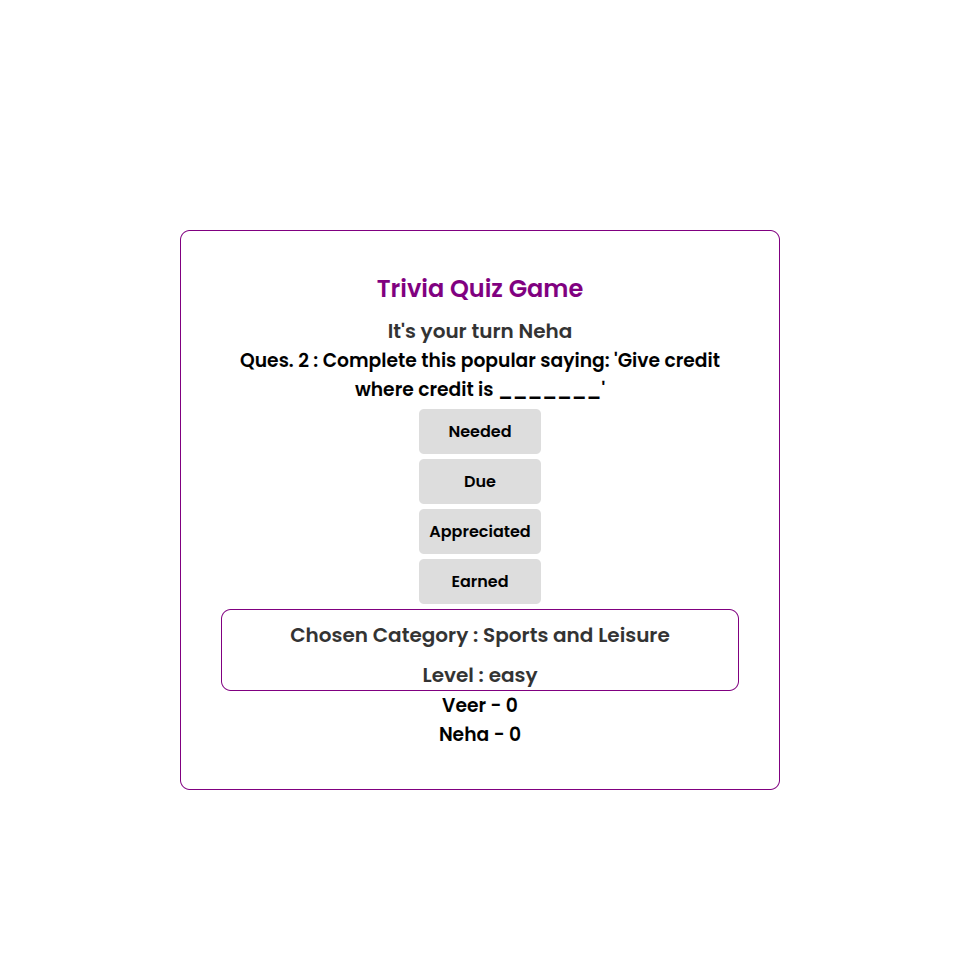 Trivia Quiz Game
It's your turn Neha
Ques. 2 : Complete this popular saying: 'Give credit
where credit is _______'
Needed
Due
Appreciated
Earned
Chosen Category : Sports and Leisure
Level : easy
Veer - 0
Neha - 0